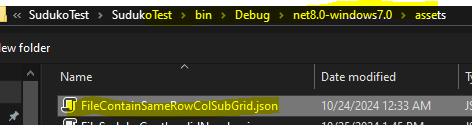 SudukoTest > SudukoTest > bin > Debug > net8.0-windows7.0 > assets
ew folder
Name
Date modified
Ty
FileContainSameRowColSubGrid.json
10/24/2024 12:33 AM
JS